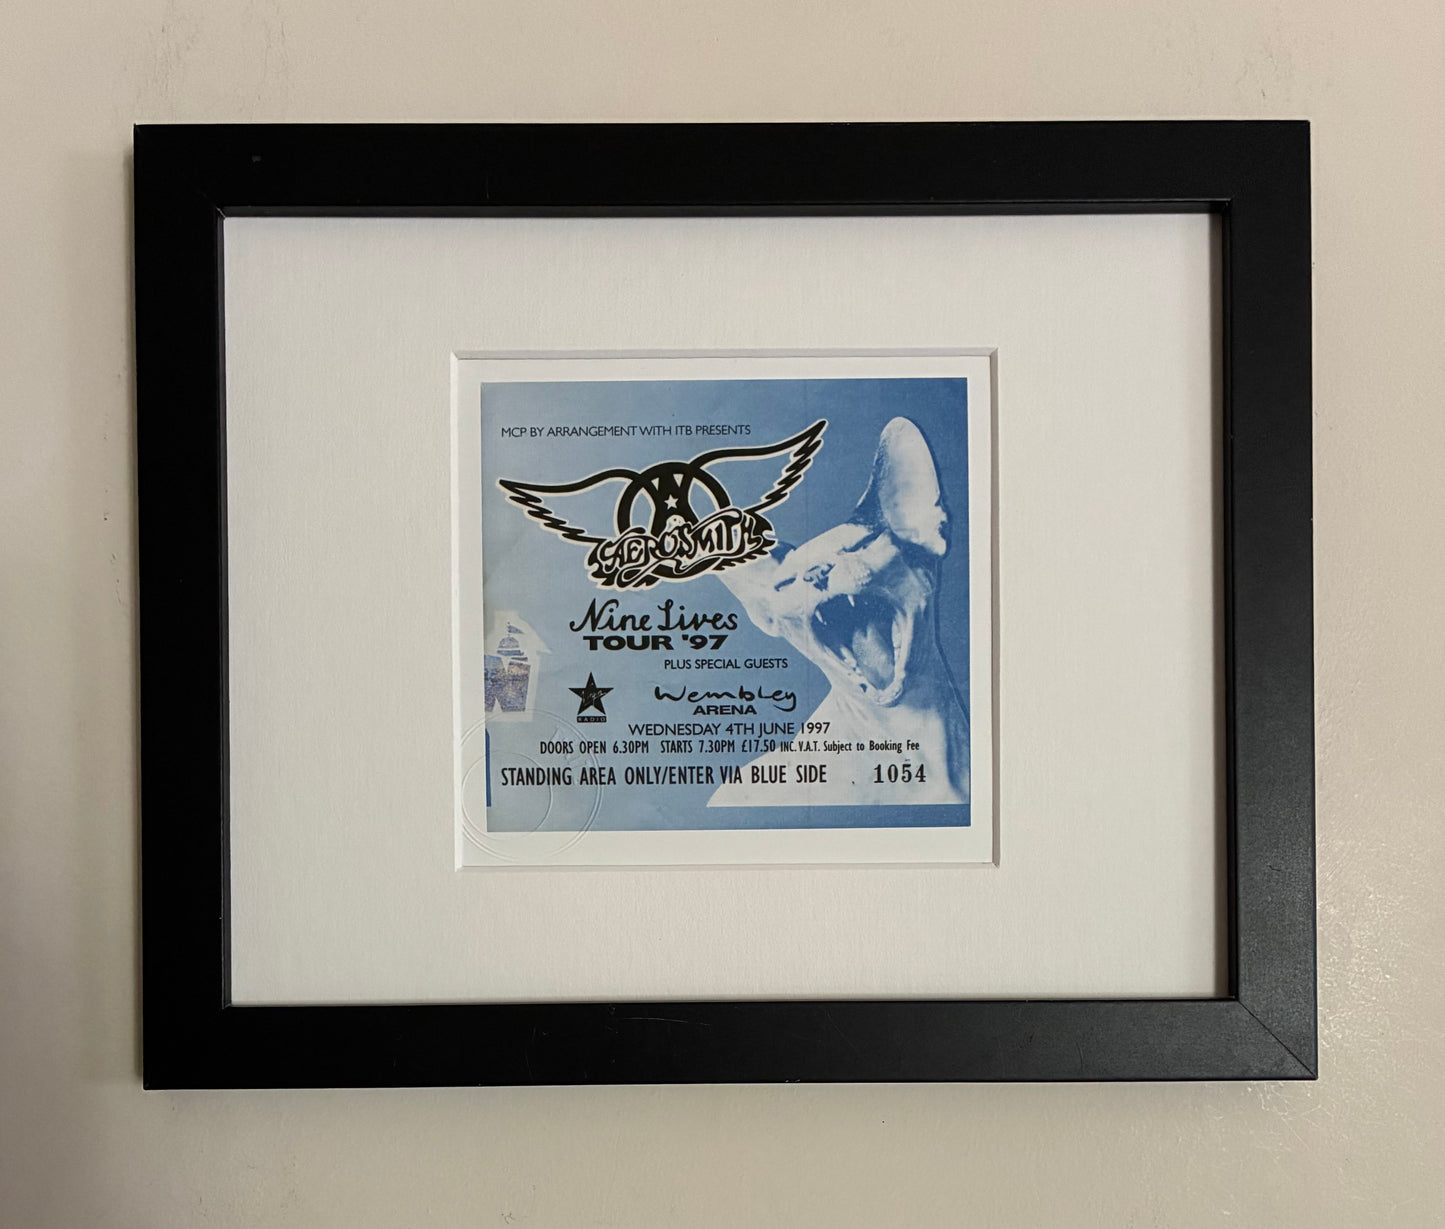 MCP BY ARRANGEMENT WITH ITB PRESENTS
A
AEROSMITH
Nine Lives
TOUR '97
PLUS SPECIAL GUESTS
Virgin
RADIO
Wembley
ARENA
WEDNESDAY 4TH JUNE 1997
DOORS OPEN 6.30PM STARTS 7.30PM £17.50 INC. V.A.T. Subject to Booking Fee
STANDING AREA ONLY/ENTER VIA BLUE SIDE 1054